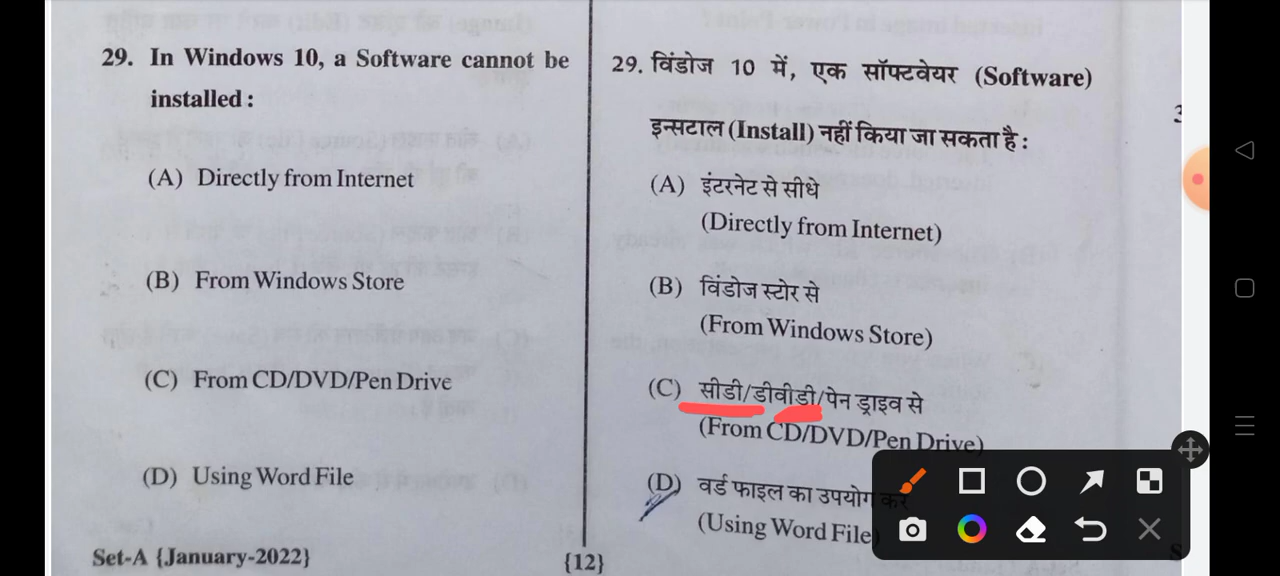 29. In Windows 10, a Software cannot be
installed :
(A) Directly from Internet
(B) From Windows Store
(C) From CD/DVD/Pen Drive
(D) Using Word File
Set-A {January-2022}
{12}
29. विंडोज 10 में, एक सॉफ्टवेयर (Software)
इन्सटाल (Install) नहीं किया जा सकता है :
(A) इंटरनेट से सीधे
(Directly from Internet)
(B) विंडोज स्टोर से
(From Windows Store)
(C) सीडी/डीवीडी/पेन ड्राइव से
(From CD/DVD/Pen Drive)
(D) वर्ड फाइल का उपयोग करे
(Using Word File)